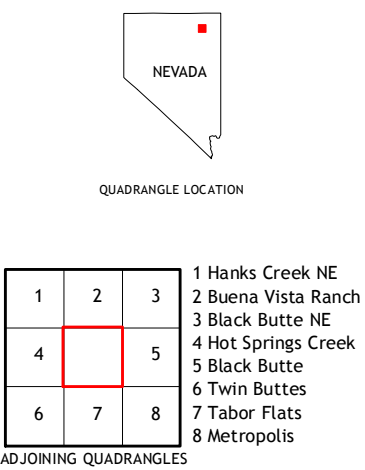 NEVADA
QUADRANGLE LOCATION
1 2 3
4 5
6 7 8
1 Hanks Creek NE
2 Buena Vista Ranch
3 Black Butte NE
4 Hot Springs Creek
5 Black Butte
6 Twin Buttes
7 Tabor Flats
8 Metropolis
ADJOINING QUADRANGLES